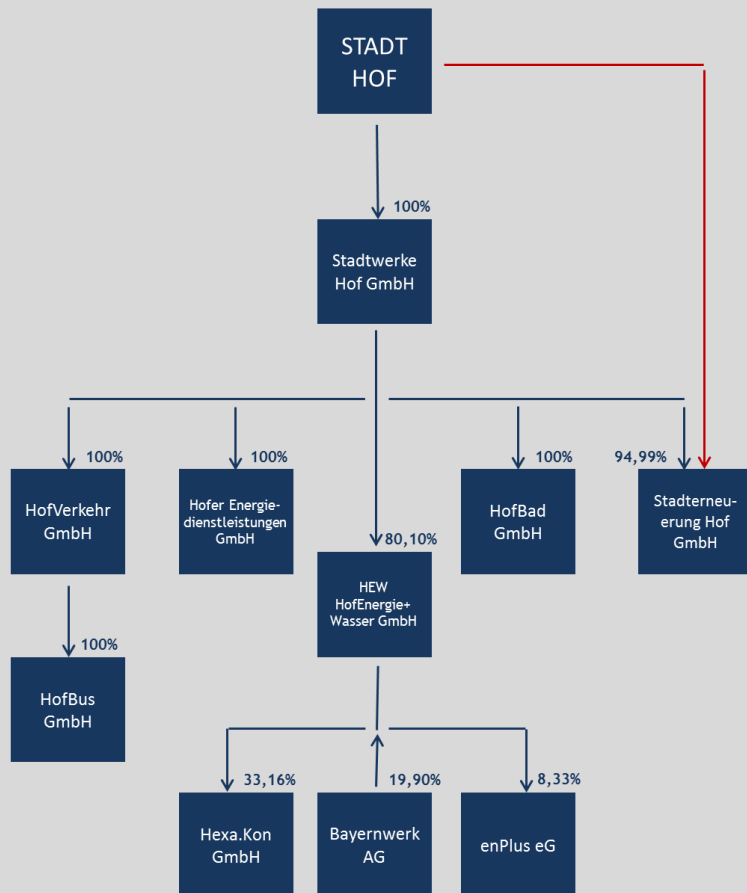 STADT
HOF
100%
Stadtwerke
Hof GmbH
100%
100%
100%
94,99%
HofVerkehr
GmbH
Hofer Energie-
dienstleistungen
GmbH
HofBad
GmbH
Stadterneu-
erung Hof
GmbH
80,10%
HEW
HofEnergie+
Wasser GmbH
100%
HofBus
GmbH
33,16%
19,90%
8,33%
Hexa.Kon
GmbH
Bayernwerk
AG
enPlus eG